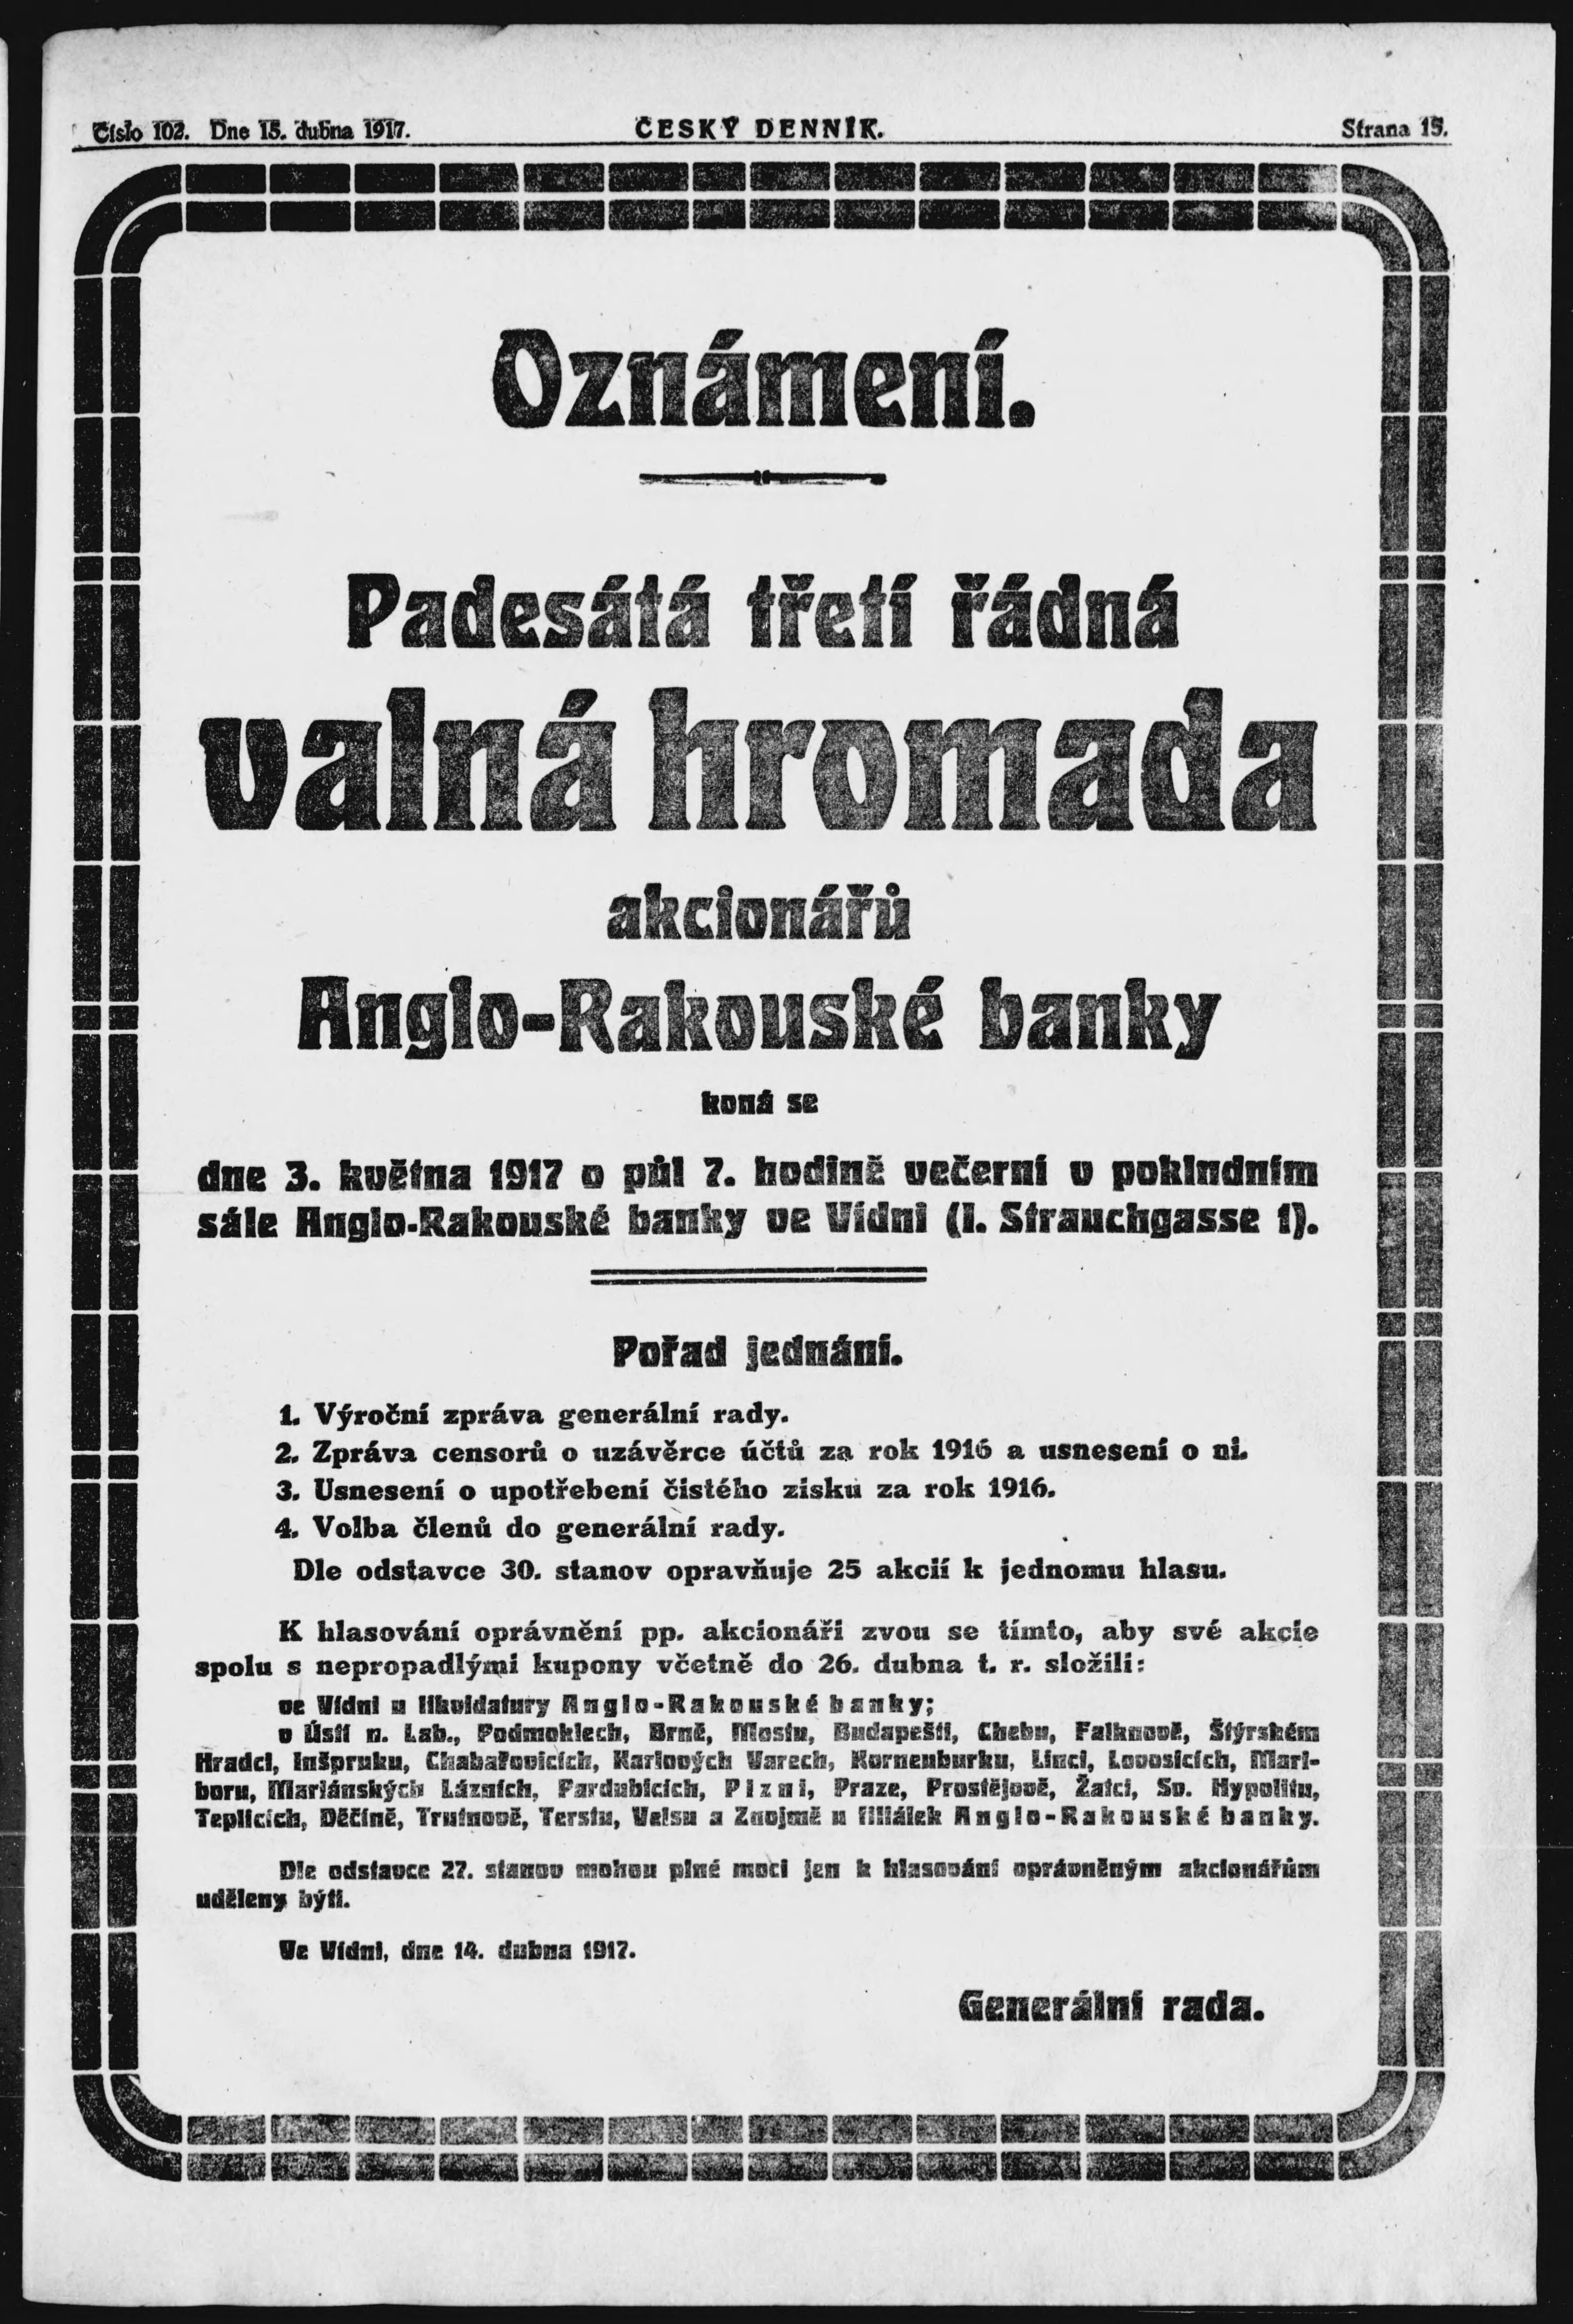 Číslo 102. Dne 15. dubna 1917.
ČESKÝ DENNÍK.
Strana 15.
Oznámení.
Padesátá třetí řádná
valná hromada
akcionářů
Anglo-Rakouské banky
koná se
dne 3. května 1917 o půl 7. hodině večerní v pokladním
sále Anglo-Rakouské banky ve Vídni (I. Strauchgasse 1).
Pořad jednání.
1. Výroční zpráva generální rady.
2. Zpráva censorů o uzávěrce účtů za rok 1916 a usnesení o ni.
3. Usnesení o upotřebení čistého zisku za rok 1916.
4. Volba členů do generální rady.
Dle odstavce 30. stanov opravňuje 25 akcií k jednomu hlasu.
K hlasování oprávnění pp. akcionáři zvou se tímto, aby své akcie
spolu s nepropadlými kupony včetně do 26. dubna t. r. složili:
ve Vídni u likvidatury Anglo-Rakouské banky;
v Ústí n. Lab., Podmoklech, Brně, Mostu, Budapešti, Chebu, Falknově, Štýrském
Hradci, Inšpruku, Chabařovicích, Karlových Varech, Korneuburku, Linci, Lovosicích, Mari-
boru, Mariánských Lázních, Pardubicích, Plzni, Praze, Prostějově, Žatci, Sv. Hypolitu,
Teplicích, Děčíně, Trutnově, Terstu, Velsu a Znojmě u filiálek Anglo-Rakouské banky.
Dle odstavce 27. stanov mohou plné moci jen k hlasování oprávněným akcionářům
uděleny býti.
Ve Vídni, dne 14. dubna 1917.
Generální rada.